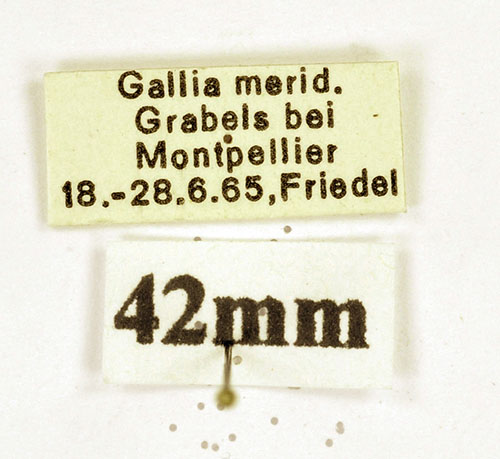 Gallia merid.
Grabels bei
Montpellier
18.-28.6.65,Friedel
42mm